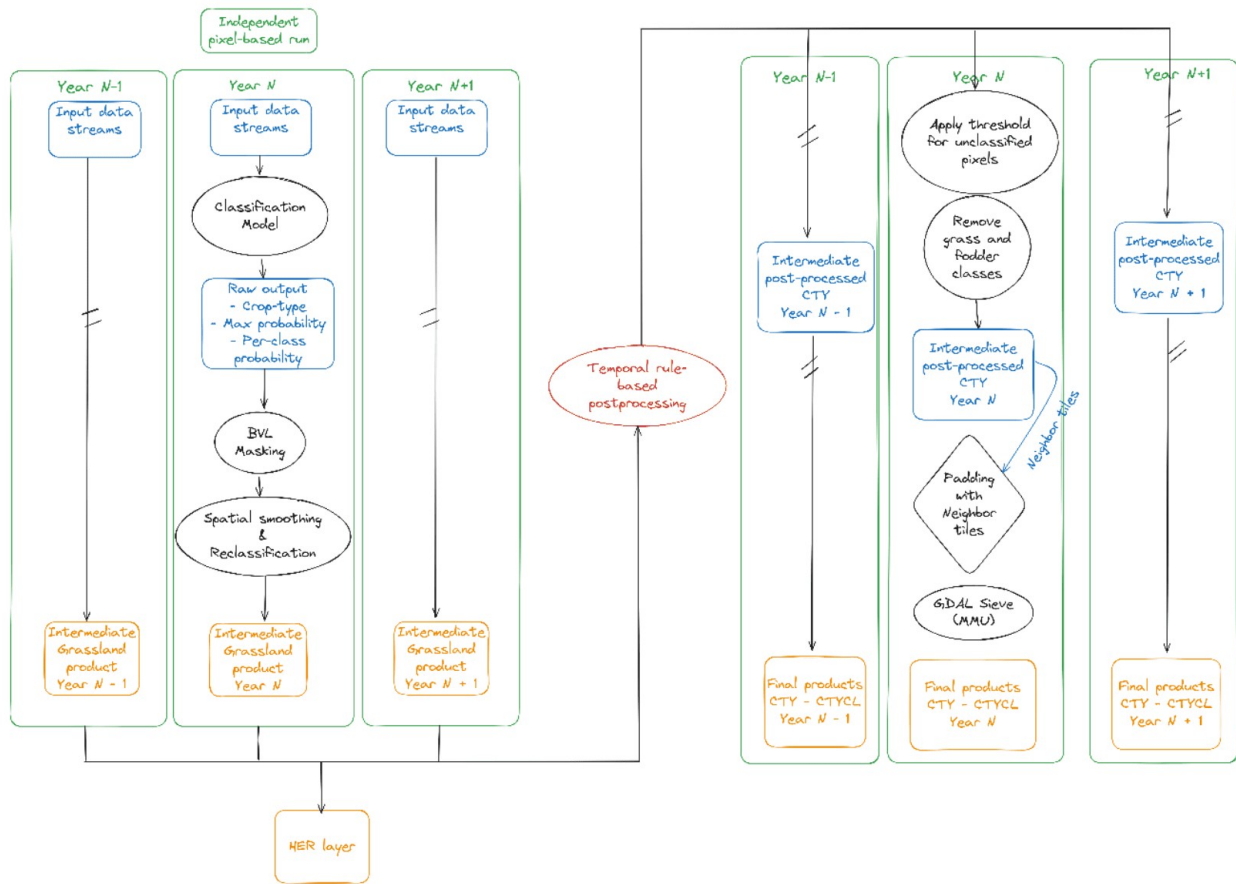 Independent
pixel-based run
Year N-1
Input data
streams
Intermediate
Grassland
product
Year N - 1
Year N
Input data
streams
Classification
Model
Raw output
- Crop-type
- Max probability
- Per-class
probability
BVL
Masking
Spatial smoothing
&
Reclassification
Intermediate
Grassland
product
Year N
Year N+1
Input data
streams
Intermediate
Grassland
product
Year N + 1
HER layer
Temporal rule-
based
postprocessing
Year N-1
Intermediate
post-processed
CTY
Year N - 1
Final products
CTY - CTYCL
Year N - 1
Year N
Apply threshold
for unclassified
pixels
Remove
grass and
fodder
classes
Intermediate
post-processed
CTY
Year N
Neighbor tiles
Padding
with
Neighbor
tiles
GDAL Sieve
(MMU)
Final products
CTY - CTYCL
Year N
Year N+1
Intermediate
post-processed
CTY
Year N + 1
Final products
CTY - CTYCL
Year N + 1